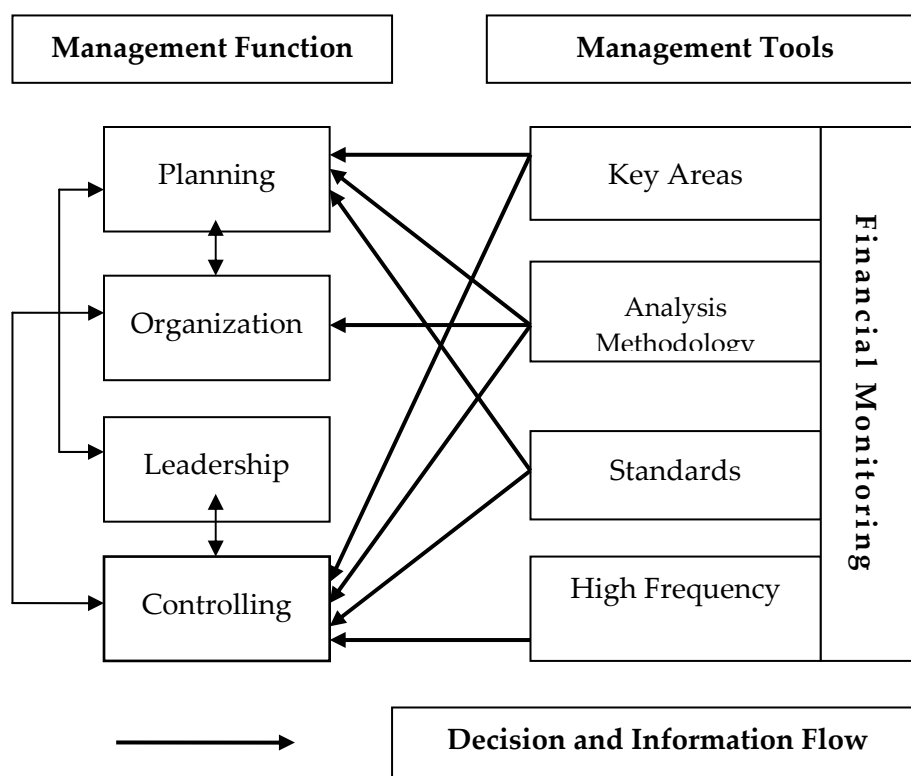 Management Function
Management Tools
Planning
Organization
Leadership
Controlling
Key Areas
Analysis
Methodology
Standards
High Frequency
Financial Monitoring
Decision and Information Flow